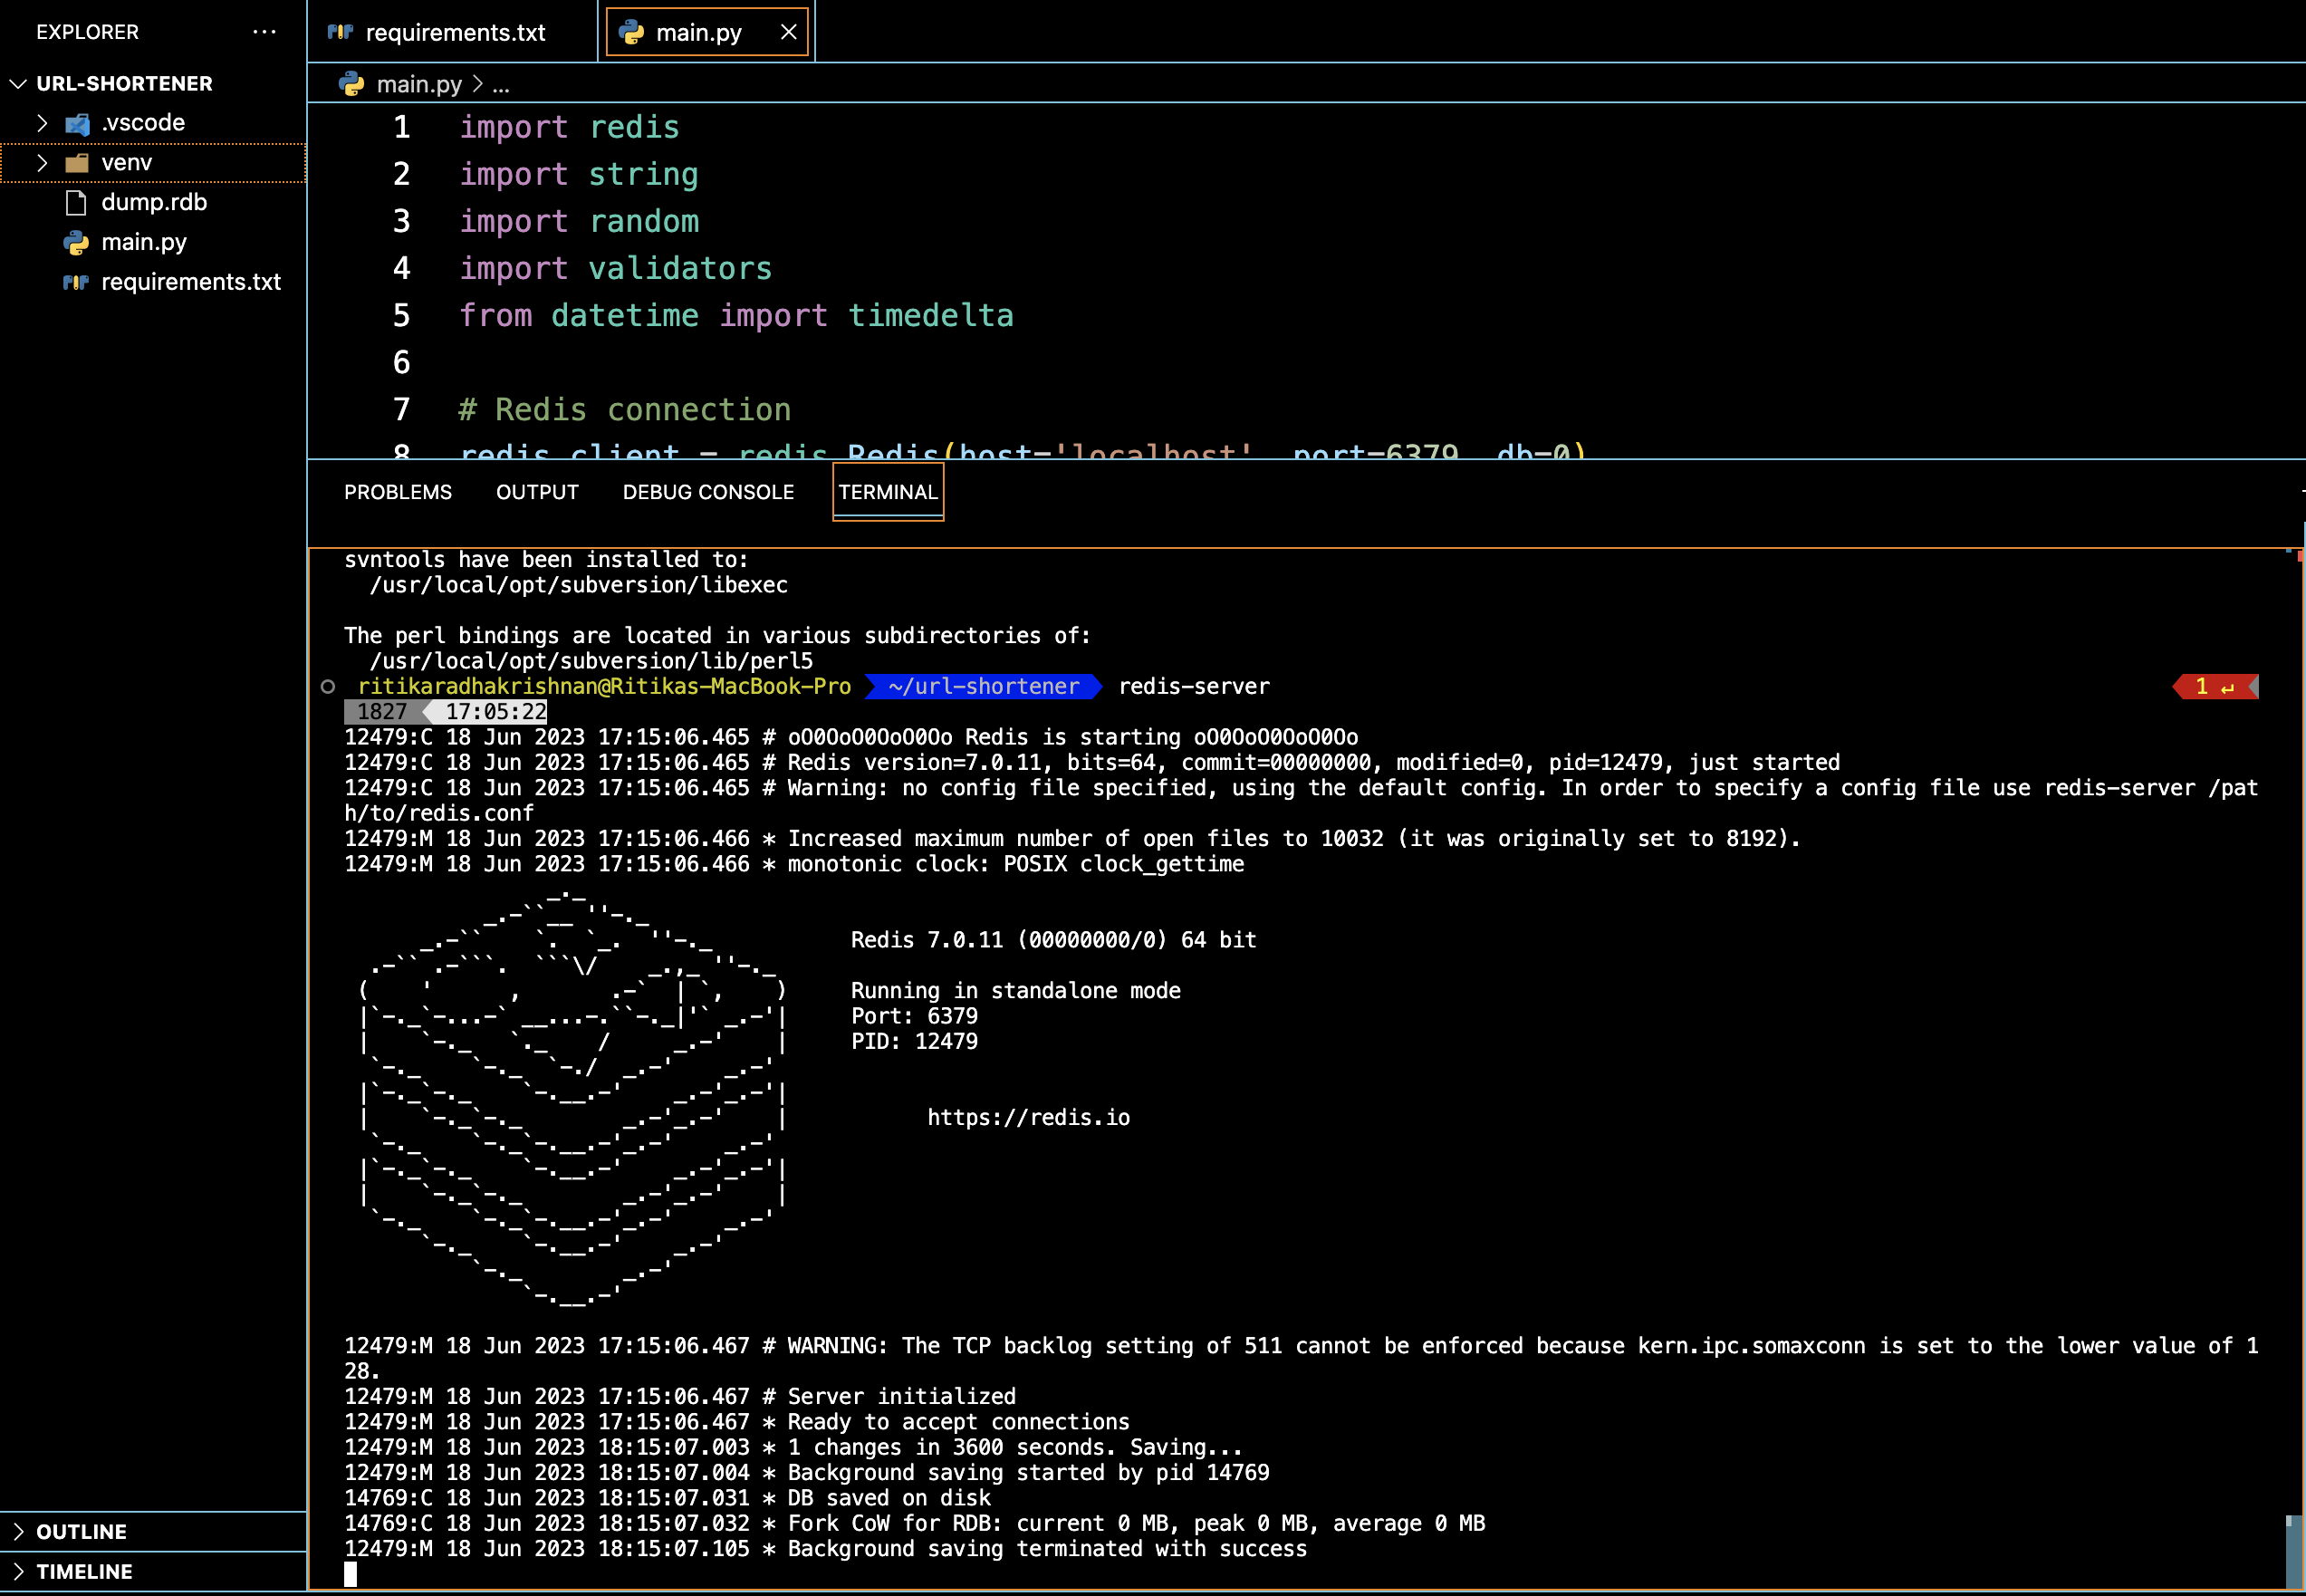 EXPLORER
URL-SHORTENER
.vscode
venv
dump.rdb
main.py
requirements.txt
OUTLINE
TIMELINE
requirements.txt
main.py
main.py > ...
1 import redis
2 import string
3 import random
4 import validators
5 from datetime import timedelta
6
7 # Redis connection
8 redis_client = redis.Redis(host='localhost', port=6379, db=0)
PROBLEMS OUTPUT DEBUG CONSOLE TERMINAL
svntools have been installed to:
/usr/local/opt/subversion/libexec
The perl bindings are located in various subdirectories of:
/usr/local/opt/subversion/lib/perl5
ritikaradhakrishnan@Ritikas-MacBook-Pro ~/url-shortener redis-server 1 ↵
1827 17:05:22
12479:C 18 Jun 2023 17:15:06.465 # oO0OoO0OoO0Oo Redis is starting oO0OoO0OoO0Oo
12479:C 18 Jun 2023 17:15:06.465 # Redis version=7.0.11, bits=64, commit=00000000, modified=0, pid=12479, just started
12479:C 18 Jun 2023 17:15:06.465 # Warning: no config file specified, using the default config. In order to specify a config file use redis-server /pat
h/to/redis.conf
12479:M 18 Jun 2023 17:15:06.466 * Increased maximum number of open files to 10032 (it was originally set to 8192).
12479:M 18 Jun 2023 17:15:06.466 * monotonic clock: POSIX clock_gettime
Redis 7.0.11 (00000000/0) 64 bit
Running in standalone mode
Port: 6379
PID: 12479
https://redis.io
12479:M 18 Jun 2023 17:15:06.467 # WARNING: The TCP backlog setting of 511 cannot be enforced because kern.ipc.somaxconn is set to the lower value of 1
28.
12479:M 18 Jun 2023 17:15:06.467 # Server initialized
12479:M 18 Jun 2023 17:15:06.467 * Ready to accept connections
12479:M 18 Jun 2023 18:15:07.003 * 1 changes in 3600 seconds. Saving...
12479:M 18 Jun 2023 18:15:07.004 * Background saving started by pid 14769
14769:C 18 Jun 2023 18:15:07.031 * DB saved on disk
14769:C 18 Jun 2023 18:15:07.032 * Fork CoW for RDB: current 0 MB, peak 0 MB, average 0 MB
12479:M 18 Jun 2023 18:15:07.105 * Background saving terminated with success